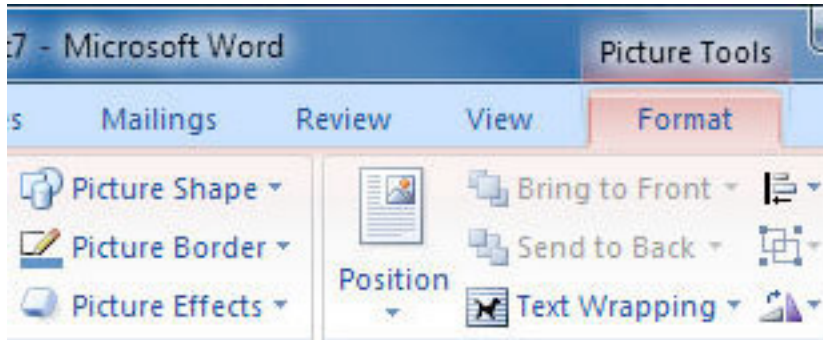 7 - Microsoft Word
Picture Tools
s Mailings Review View Format
Picture Shape
Picture Border
Picture Effects
Position
Bring to Front
Send to Back
Text Wrapping